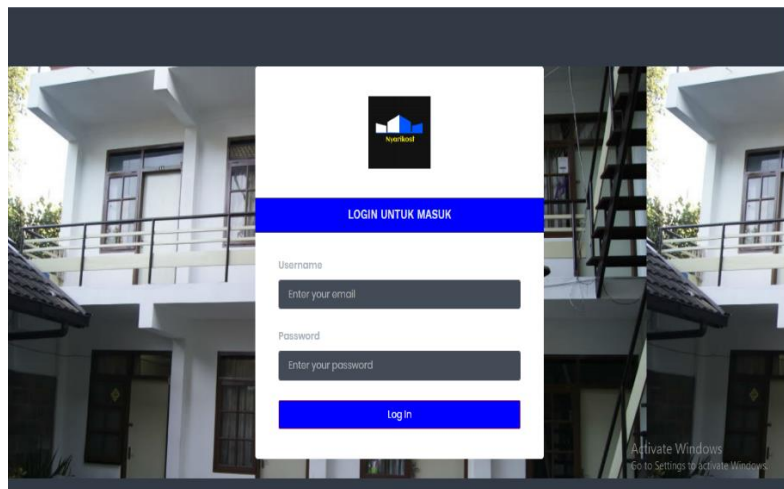 Nyarikost
LOGIN UNTUK MASUK
Username
Enter your email
Password
Enter your password
Log In
Activate Windows
Go to Settings to activate Windows.